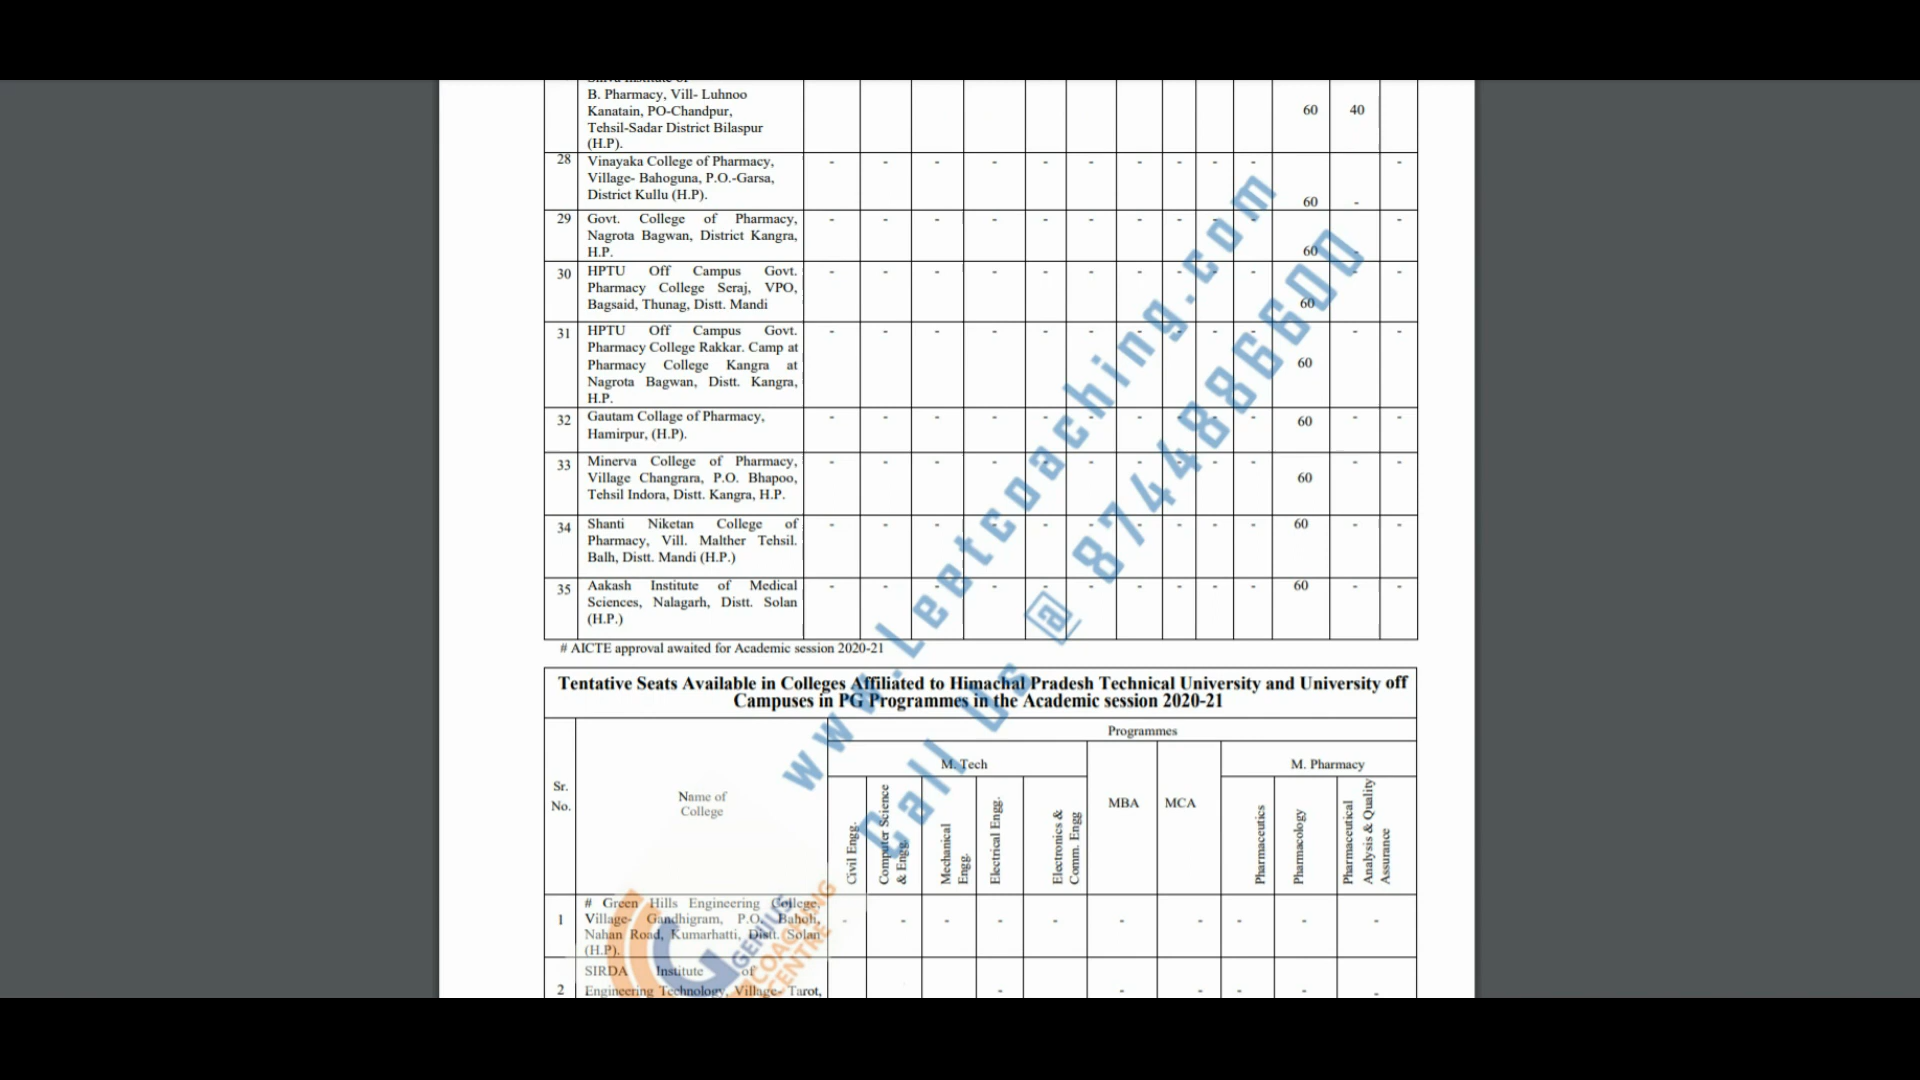 B. Pharmacy, Vill- Luhnoo
Kanatain, PO-Chandpur,
Tehsil-Sadar District Bilaspur
(H.P).
60 40
28 Vinayaka College of Pharmacy, - - - - - - - - - - -
Village- Bahoguna, P.O.-Garsa,
District Kullu (H.P).
60 -
29 Govt. College of Pharmacy, - - - - - - - - - - -
Nagrota Bagwan, District Kangra,
H.P.
60 -
30 HPTU Off Campus Govt. - - - - - - - - - - - -
Pharmacy College Seraj, VPO,
Bagsaid, Thunag, Distt. Mandi
60
31 HPTU Off Campus Govt. - - - - - - - - - - - -
Pharmacy College Rakkar. Camp at
Pharmacy College Kangra at
Nagrota Bagwan, Distt. Kangra,
H.P.
60
32 Gautam Collage of Pharmacy, - - - - - - - - - - 60 - -
Hamirpur, (H.P).
33 Minerva College of Pharmacy, - - - - - - - - - - - -
Village Changrara, P.O. Bhapoo,
Tehsil Indora, Distt. Kangra, H.P.
60
34 Shanti Niketan College of - - - - - - - - - - 60 - -
Pharmacy, Vill. Malther Tehsil.
Balh, Distt. Mandi (H.P.)
35 Aakash Institute of Medical - - - - - - - - - - 60 - -
Sciences, Nalagarh, Distt. Solan
(H.P.)
# AICTE approval awaited for Academic session 2020-21
Tentative Seats Available in Colleges Affiliated to Himachal Pradesh Technical University and University off
Campuses in PG Programmes in the Academic session 2020-21
Programmes
M. Tech
M. Pharmacy
Sr.
No.
Name of
College
Civil Engg.
Computer Science
& Engg.
Mechanical
Engg.
Electrical Engg.
Electronics &
Comm. Engg
MBA
MCA
Pharmaceutics
Pharmacology
Pharmaceutical
Analysis & Quality
Assurance
1 # Green Hills Engineering College, - - - - - - - - - -
Village- Gandhigram, P.O. Bahoh,
Nahan Road, Kumarhatti, Distt. Solan
(H.P).
2 SIRDA Institute of
Engineering Technology, Village- Tarot, - - - - - -
www.Leetcoaching.com
Call Us @ 8744886600
GENIUS
COACHING
CENTRE